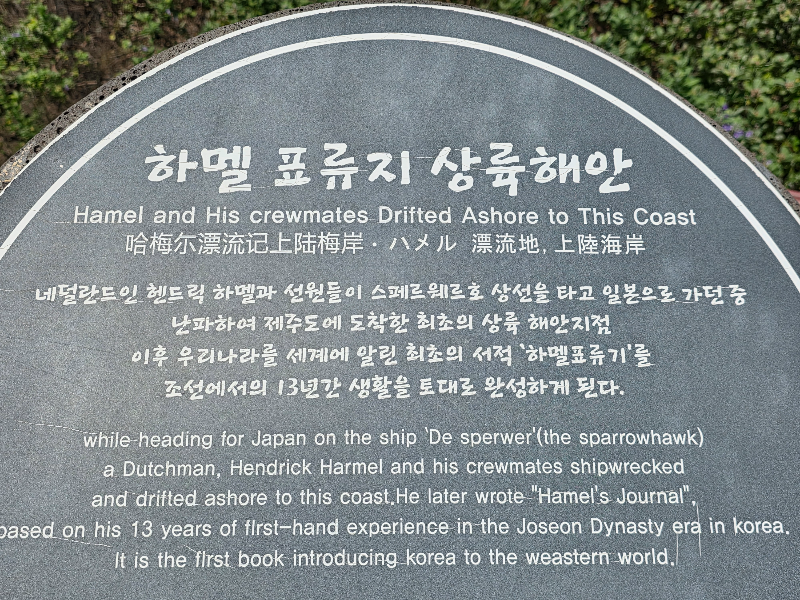 하멜 표류지 상륙해안
Hamel and His crewmates Drifted Ashore to This Coast
哈梅尔漂流记上陆梅岸・ハメル 漂流地, 上陸海岸
네덜란드인 헨드릭 하멜과 선원들이 스페르웨르호 상선을 타고 일본으로 가던 중
난파하여 제주도에 도착한 최초의 상륙 해안지점
이후 우리나라를 세계에 알린 최초의 서적 '하멜표류기'를
조선에서의 13년간 생활을 토대로 완성하게 된다.
while heading for Japan on the ship 'De sperwer'(the sparrowhawk)
a Dutchman, Hendrick Harmel and his crewmates shipwrecked
and drifted ashore to this coast.He later wrote "Hamel's Journal",
based on his 13 years of first-hand experience in the Joseon Dynasty era in korea.
It is the first book introducing korea to the weastern world.